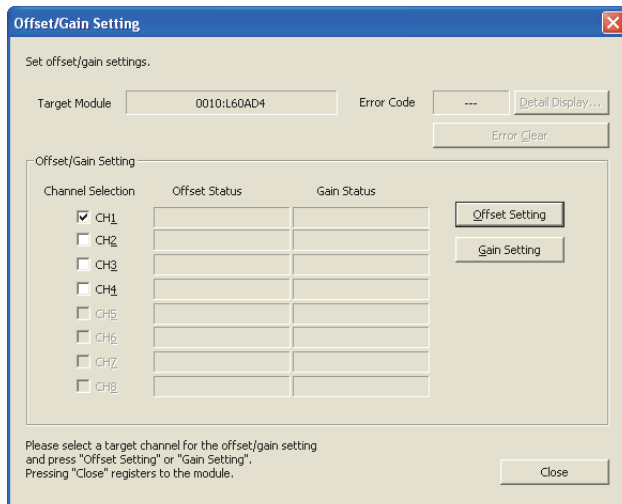 Offset/Gain Setting
Set offset/gain settings.
Target Module 0010:L60AD4 Error Code --- Detail Display...
Error Clear
Offset/Gain Setting
Channel Selection Offset Status Gain Status
CH1 Offset Setting
CH2
Gain Setting
CH3
CH4
CH5
CH6
CH7
CH8
Please select a target channel for the offset/gain setting
and press "Offset Setting" or "Gain Setting".
Pressing "Close" registers to the module.
Close